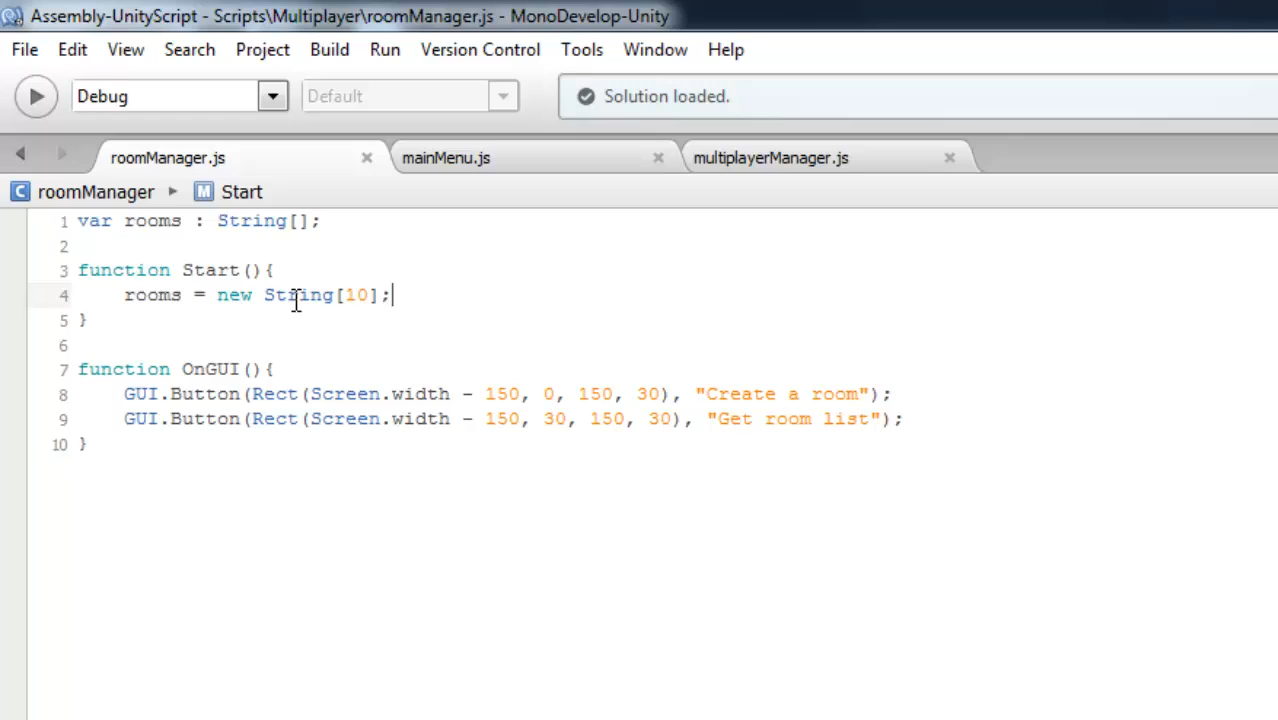 Assembly-UnityScript - Scripts\Multiplayer\roomManager.js - MonoDevelop-Unity
File Edit View Search Project Build Run Version Control Tools Window Help
Debug Default Solution loaded.
roomManager.js mainMenu.js multiplayerManager.js
C roomManager M Start
1 var rooms : String[];
2
3 function Start(){
4 rooms = new String[10];
5 }
6
7 function OnGUI(){
8 GUI.Button(Rect(Screen.width - 150, 0, 150, 30), "Create a room");
9 GUI.Button(Rect(Screen.width - 150, 30, 150, 30), "Get room list");
10 }